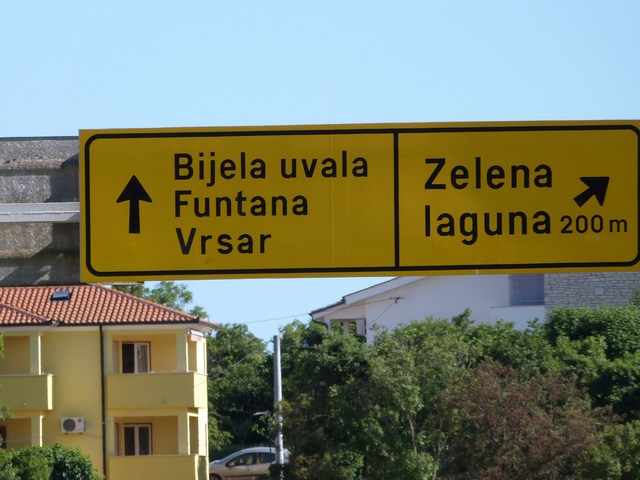 Bijela uvala
Funtana
Vrsar
Zelena
laguna 200 m